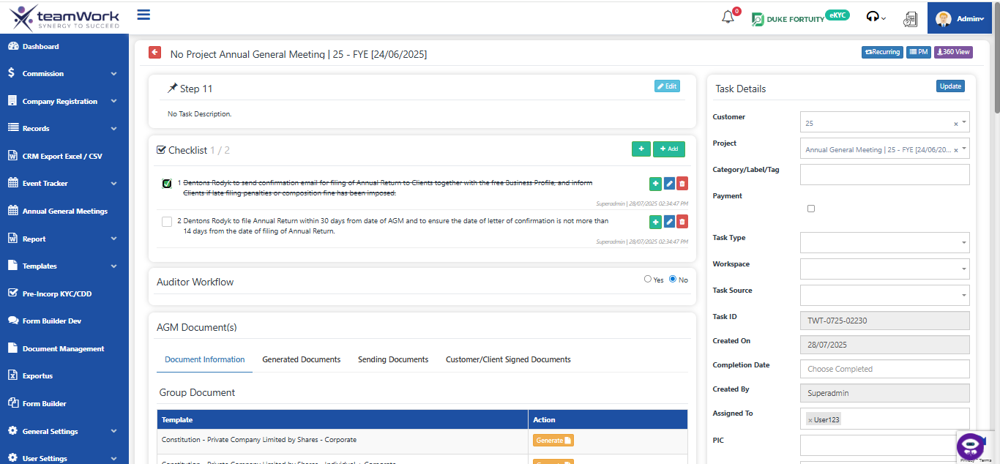 teamWork
SYNERGY TO SUCCEED
0
DUKE FORTUITY eKYC
Admin
Dashboard
Commission
Company Registration
Records
CRM Export Excel / CSV
Event Tracker
Annual General Meetings
Report
Templates
Pre-Incorp KYC/CDD
Form Builder Dev
Document Management
Exportus
Form Builder
General Settings
User Settings
No Project Annual General Meeting | 25 - FYE [24/06/2025]
Recurring
PM
360 View
Step 11
Edit
No Task Description.
Checklist 1 / 2
+
+ Add
1 Dentons Rodyk to send confirmation email for filing of Annual Return to Clients together with the free Business Profile, and inform
Clients if late filing penalties or composition fine has been imposed.
Superadmin | 28/07/2025 02:34:47 PM
2 Dentons Rodyk to file Annual Return within 30 days from date of AGM and to ensure the date of letter of confirmation is not more than
14 days from the date of filing of Annual Return.
Superadmin | 28/07/2025 02:34:47 PM
Auditor Workflow
Yes No
AGM Document(s)
Document Information Generated Documents Sending Documents Customer/Client Signed Documents
Group Document
Template Action
Constitution - Private Company Limited by Shares - Corporate Generate
Constitution - Private Company Limited by Shares - Individual + Corporate Generate
Task Details
Update
Customer
25 ×
Project
Annual General Meeting | 25 - FYE [24/06/20... ×
Category/Label/Tag
Payment
Task Type
Workspace
Task Source
Task ID
TWT-0725-02230
Created On
28/07/2025
Completion Date
Choose Completed
Created By
Superadmin
Assigned To
× User123
PIC
Privacy - Terms